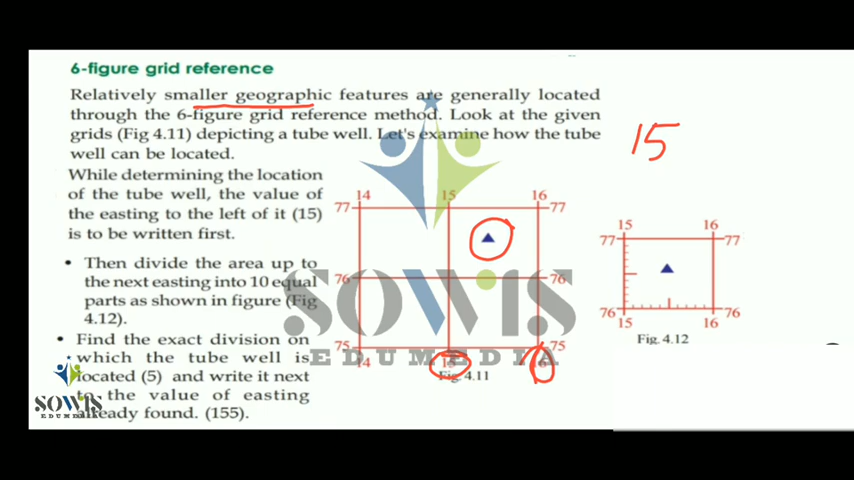 6-figure grid reference
Relatively smaller geographic features are generally located
through the 6-figure grid reference method. Look at the given
grids (Fig 4.11) depicting a tube well. Let's examine how the tube
well can be located.
While determining the location
of the tube well, the value of
the easting to the left of it (15)
is to be written first.
• Then divide the area up to
the next easting into 10 equal
parts as shown in figure (Fig
4.12).
• Find the exact division on
which the tube well is
located (5) and write it next
to the value of easting
already found. (155).
14 15 16
77 77
76 76
75 75
14 15 16
Fig. 4.11
15
15 16
77 77
76 76
15 16
Fig. 4.12
SOWIS
EDUMEDIA
SOWIS
EDUMEDIA